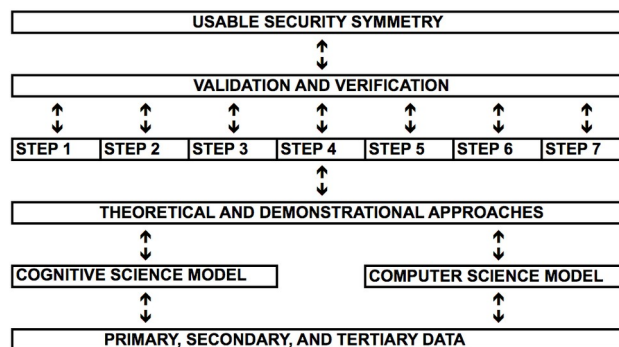 USABLE SECURITY SYMMETRY
VALIDATION AND VERIFICATION
STEP 1 STEP 2 STEP 3 STEP 4 STEP 5 STEP 6 STEP 7
THEORETICAL AND DEMONSTRATIONAL APPROACHES
COGNITIVE SCIENCE MODEL COMPUTER SCIENCE MODEL
PRIMARY, SECONDARY, AND TERTIARY DATA